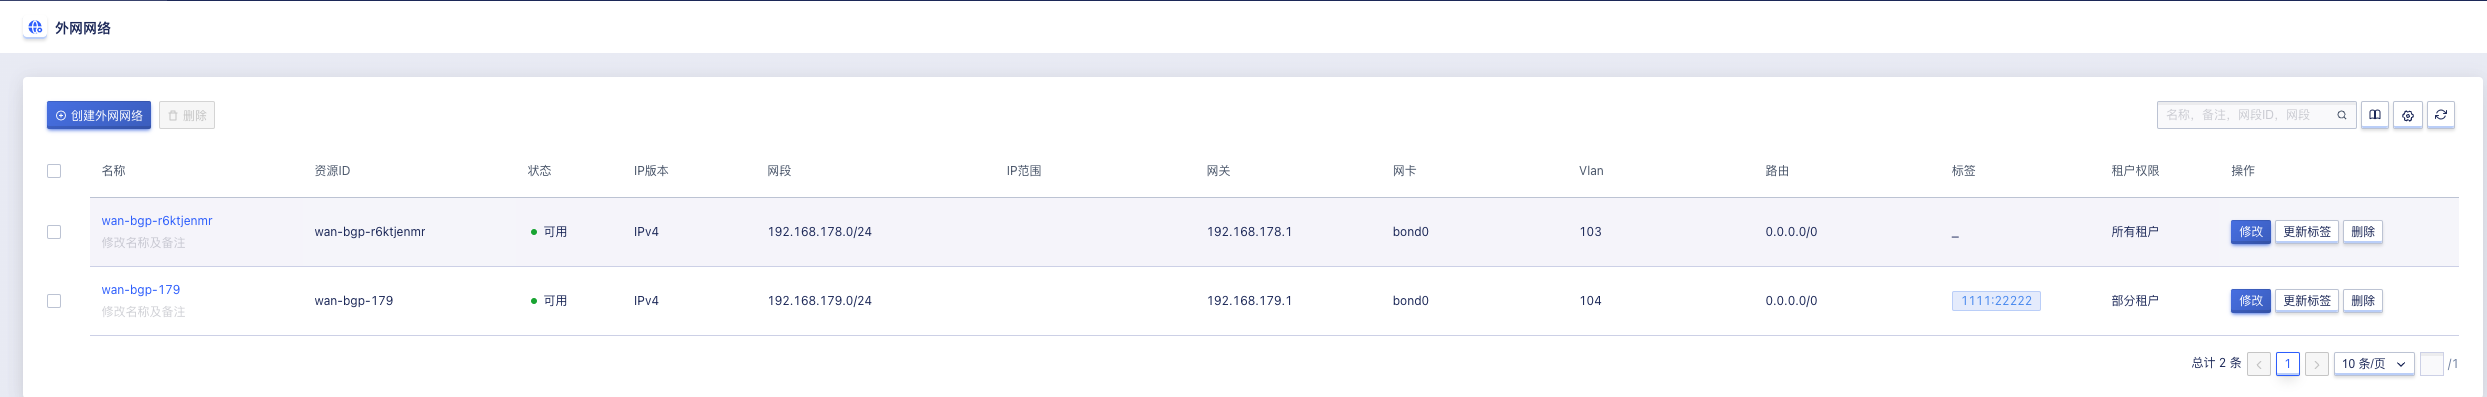 外网网络
创建外网网络 删除 名称，备注，网段ID，网段
名称 资源ID 状态 IP版本 网段 IP范围 网关 网卡 Vlan 路由 标签 租户权限 操作
wan-bgp-r6ktjenmr
修改名称及备注
wan-bgp-r6ktjenmr 可用 IPv4 192.168.178.0/24 192.168.178.1 bond0 103 0.0.0.0/0 _ 所有租户 修改 更新标签 删除
wan-bgp-179
修改名称及备注
wan-bgp-179 可用 IPv4 192.168.179.0/24 192.168.179.1 bond0 104 0.0.0.0/0 1111:22222 部分租户 修改 更新标签 删除
总计 2 条 1 10 条/页 /1